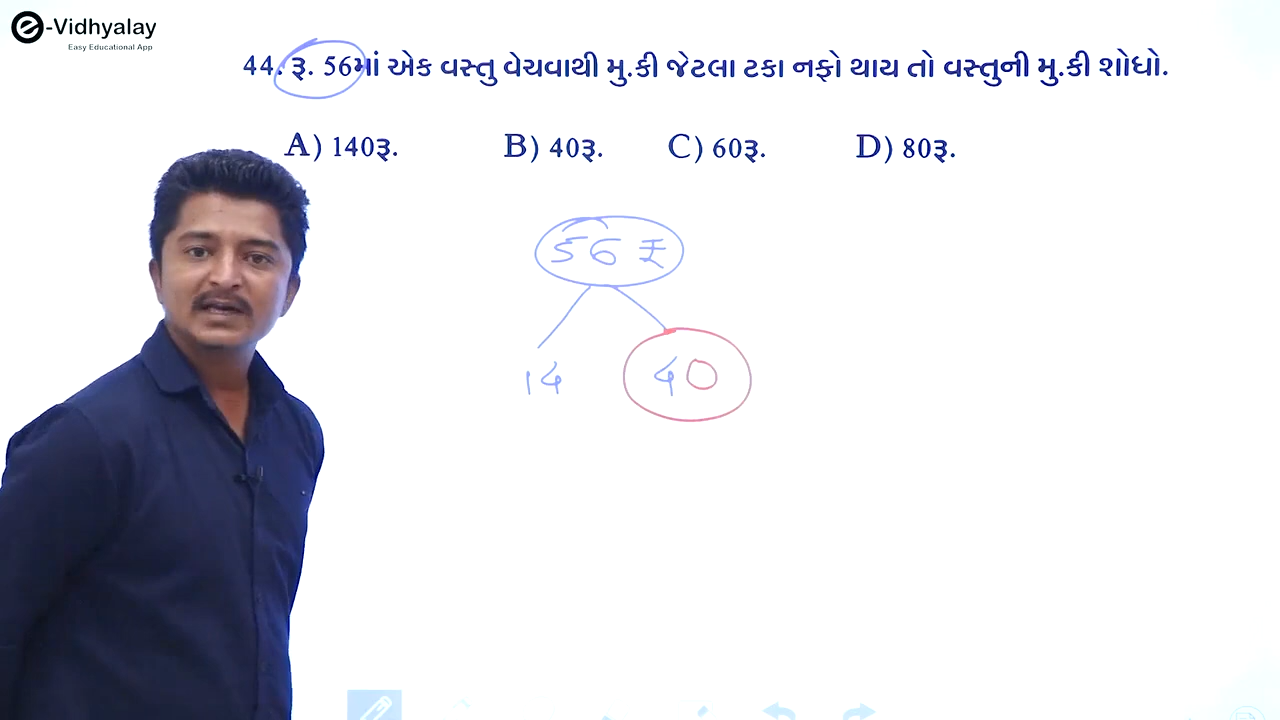 e-Vidhyalay
Easy Educational App
44. રૂ. 56માં એક વસ્તુ વેચવાથી મુ.કી જેટલા ટકા નફો થાય તો વસ્તુની મુ.કી શોધો.
A) 140રૂ. B) 40રૂ. C) 60રૂ. D) 80રૂ.
56 ₹
14 40